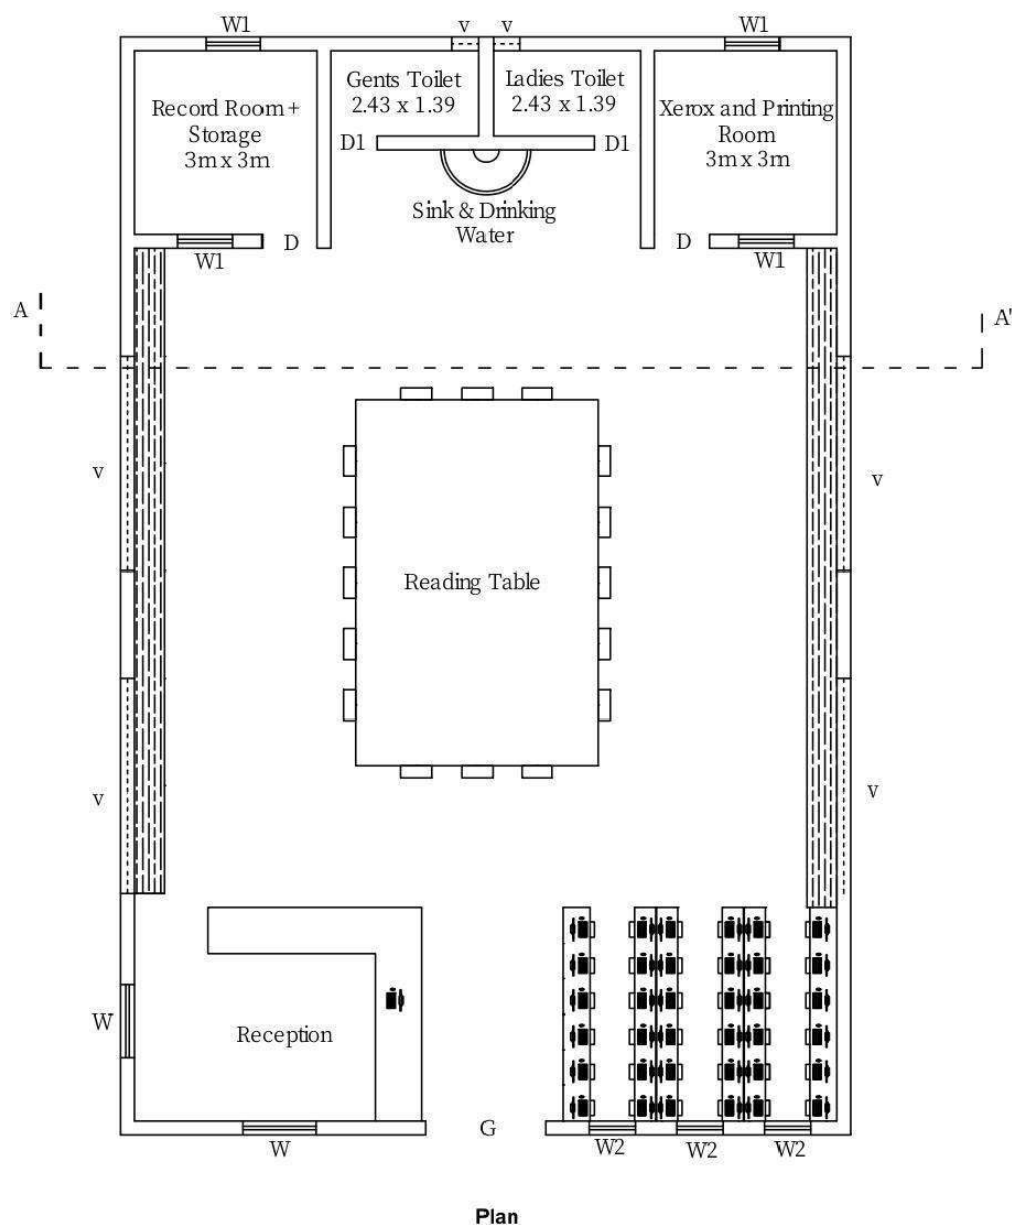 W1
v
v
W1
Gents Toilet
2.43 x 1.39
Ladies Toilet
2.43 x 1.39
Record Room +
Storage
3m x 3m
Xerox and Printing
Room
3m x 3m
D1
D1
Sink & Drinking
Water
D
D
W1
W1
A
A'
v
v
Reading Table
v
v
W
Reception
G
W
W2
W2
W2
Plan